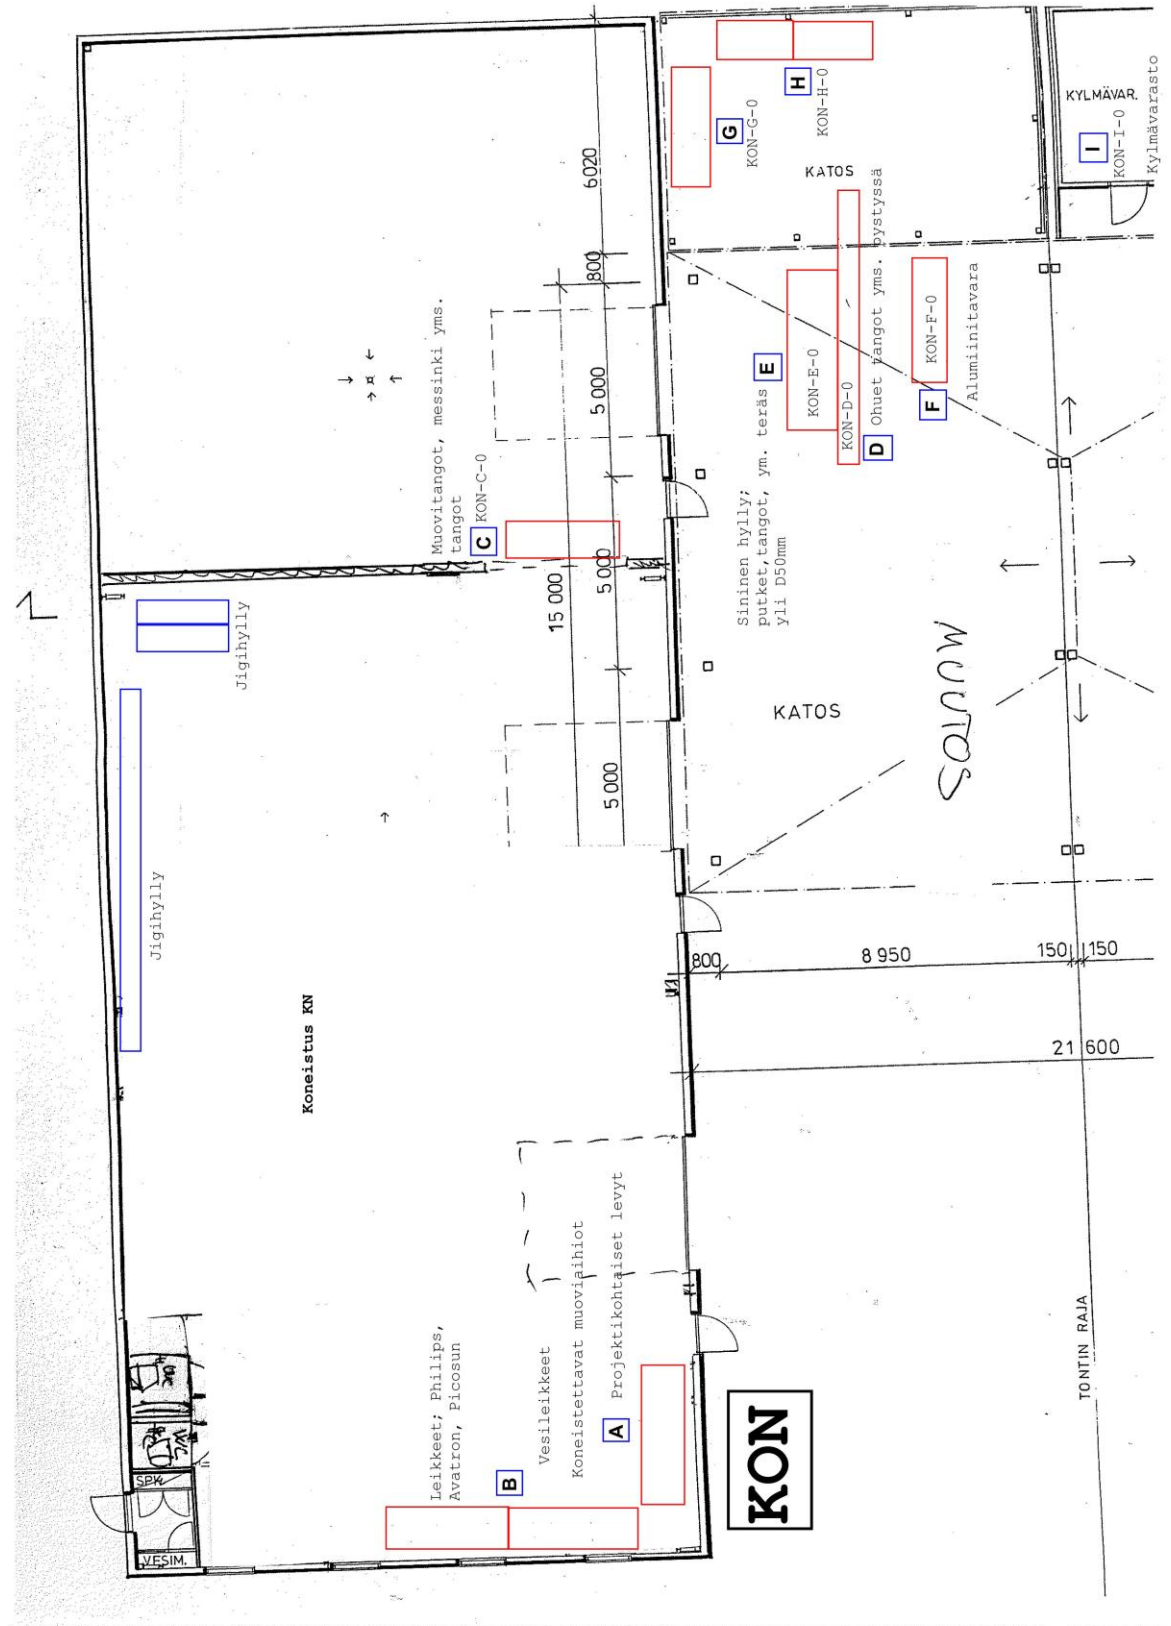 KYLMÄVAR.
I
KON-I-0
Kylmävarasto
H
KON-H-0
G
KON-G-0
KATOS
6020
800
5 000
5 000
15 000
5 000
Muovitangot, messinki yms.
tangot
C
KON-C-0
Sininen hylly;
putket,tangot, ym. teräs
yli D50mm
E
KON-E-0
KON-D-0
D
Ohuet tangot yms. pystyssä
KON-F-0
F
Alumiinitavara
Jigihylly
Jigihylly
KATOS
MUUTOS
Koneistus KN
800
8 950
150
150
21 600
TONTIN RAJA
Leikkeet; Philips,
Avatron, Picosun
B
Vesileikkeet
Koneistettavat muoviaihiot
A
Projektikohtaiset levyt
KON
WC
SPK
VESIM.